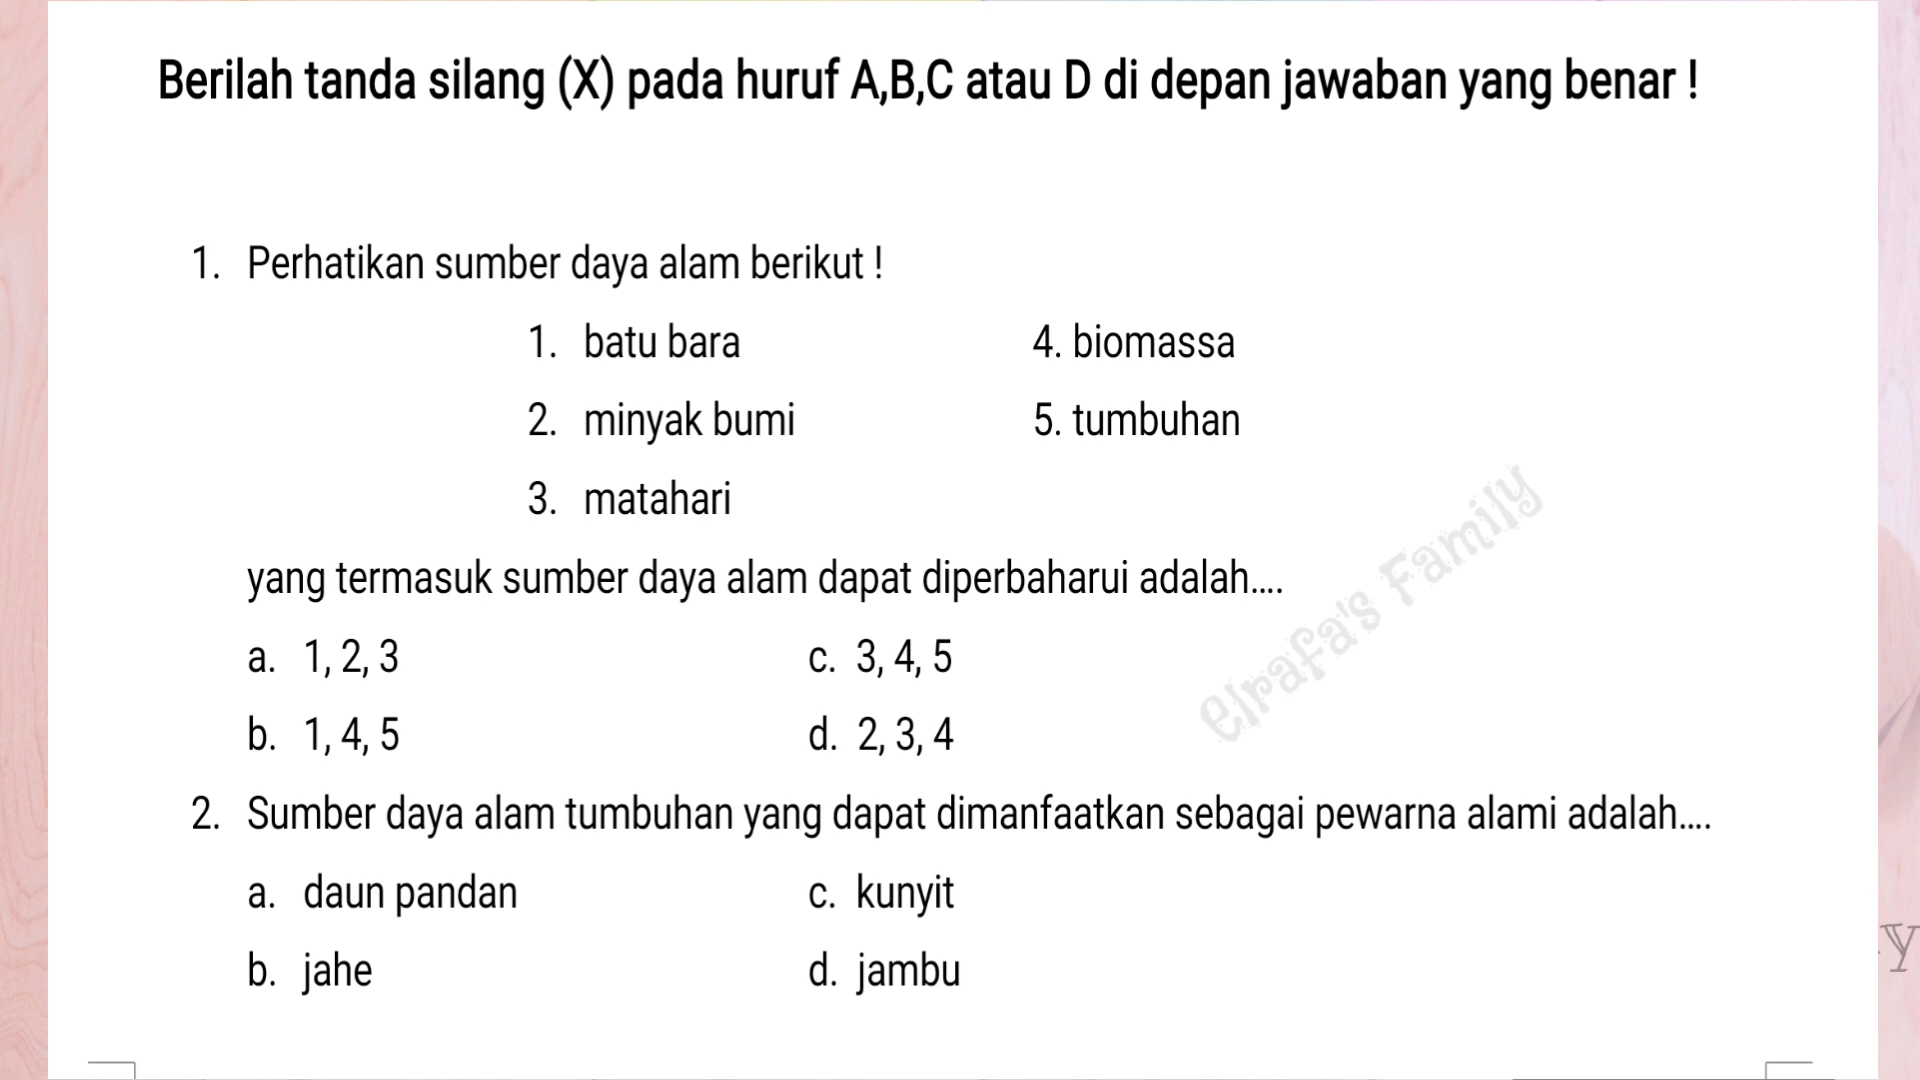 Berilah tanda silang (X) pada huruf A,B,C atau D di depan jawaban yang benar !
1. Perhatikan sumber daya alam berikut !
1. batu bara 4. biomassa
2. minyak bumi 5. tumbuhan
3. matahari
yang termasuk sumber daya alam dapat diperbaharui adalah....
a. 1, 2, 3 c. 3, 4, 5
b. 1, 4, 5 d. 2, 3, 4
2. Sumber daya alam tumbuhan yang dapat dimanfaatkan sebagai pewarna alami adalah....
a. daun pandan c. kunyit
b. jahe d. jambu
elrafa's Family